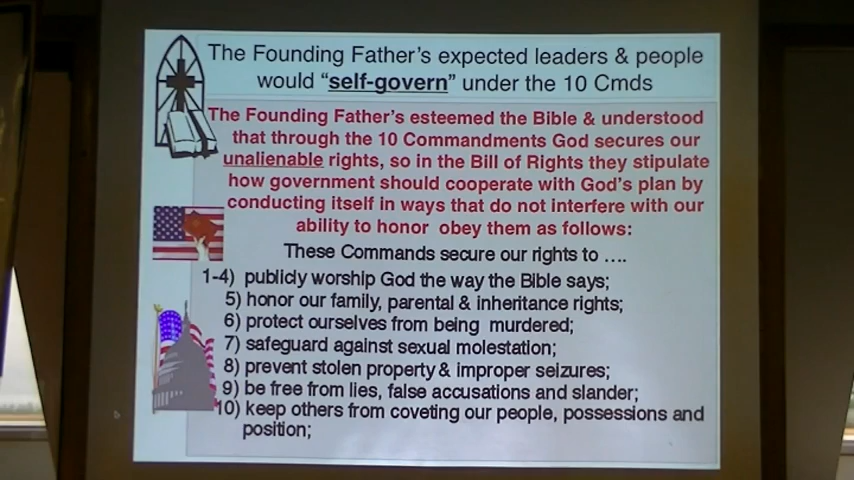 The Founding Father's expected leaders & people
would "self-govern" under the 10 Cmds
The Founding Father's esteemed the Bible & understood
that through the 10 Commandments God secures our
unalienable rights, so in the Bill of Rights they stipulate
how government should cooperate with God's plan by
conducting itself in ways that do not interfere with our
ability to honor obey them as follows:
These Commands secure our rights to ....
1-4) publicly worship God the way the Bible says;
5) honor our family, parental & inheritance rights;
6) protect ourselves from being murdered;
7) safeguard against sexual molestation;
8) prevent stolen property & improper seizures;
9) be free from lies, false accusations and slander;
10) keep others from coveting our people, possessions and
position;